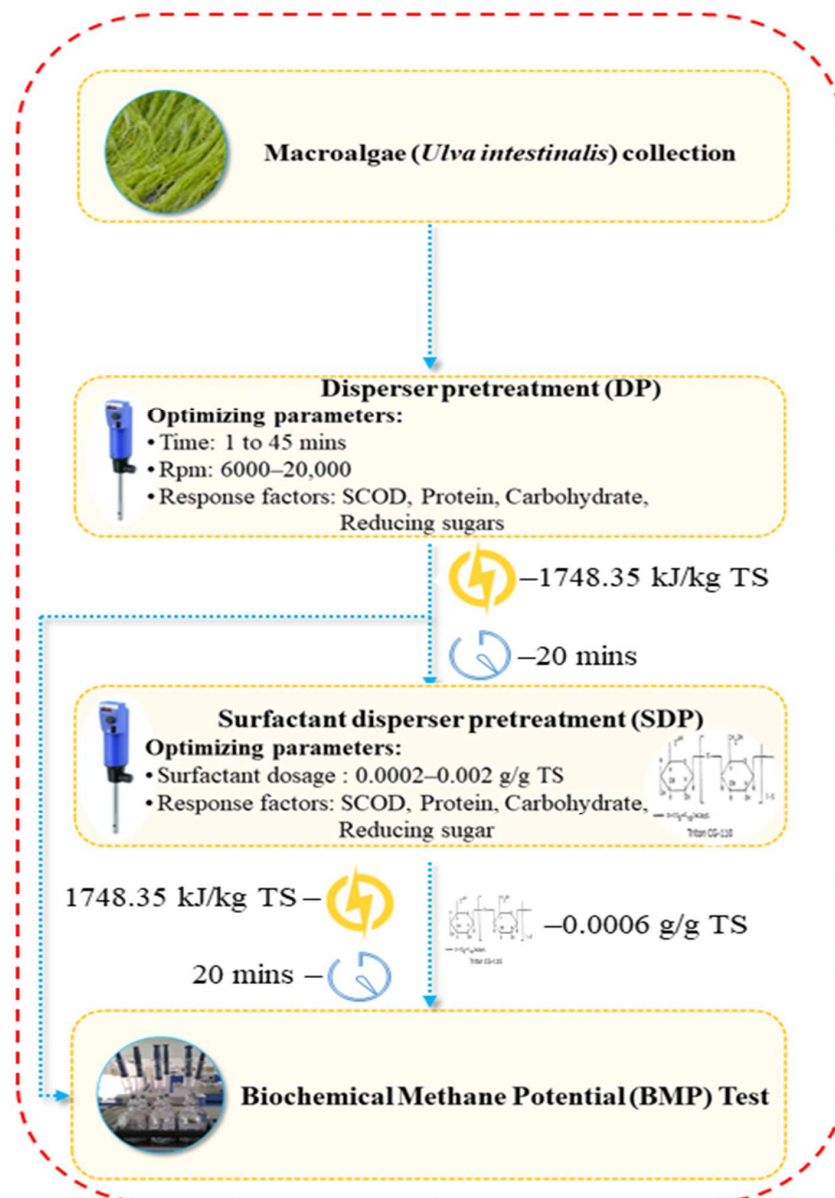 Macroalgae (Ulva intestinalis) collection
Disperser pretreatment (DP)
Optimizing parameters:
• Time: 1 to 45 mins
• Rpm: 6000–20,000
• Response factors: SCOD, Protein, Carbohydrate,
Reducing sugars
–1748.35 kJ/kg TS
–20 mins
Surfactant disperser pretreatment (SDP)
Optimizing parameters:
• Surfactant dosage : 0.0002–0.002 g/g TS
• Response factors: SCOD, Protein, Carbohydrate,
Reducing sugar
Triton CG-110
1748.35 kJ/kg TS –
–0.0006 g/g TS
20 mins –
Biochemical Methane Potential (BMP) Test